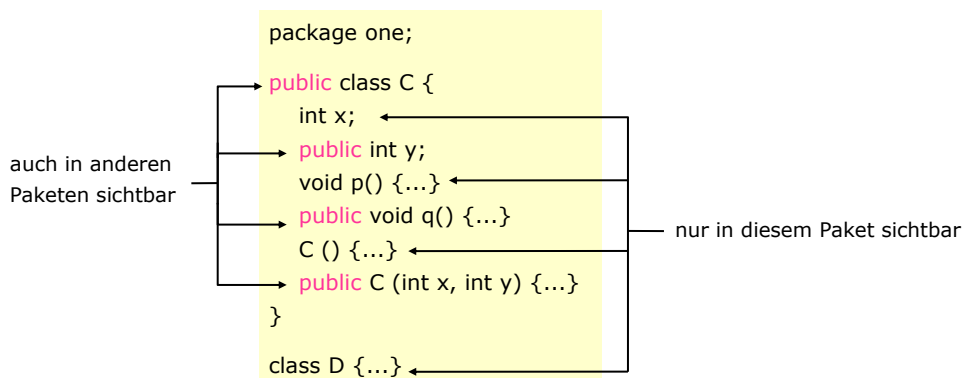 package one;
public class C {
int x;
public int y;
void p() {...}
public void q() {...}
C () {...}
public C (int x, int y) {...}
}
class D {...}
auch in anderen
Paketen sichtbar
nur in diesem Paket sichtbar